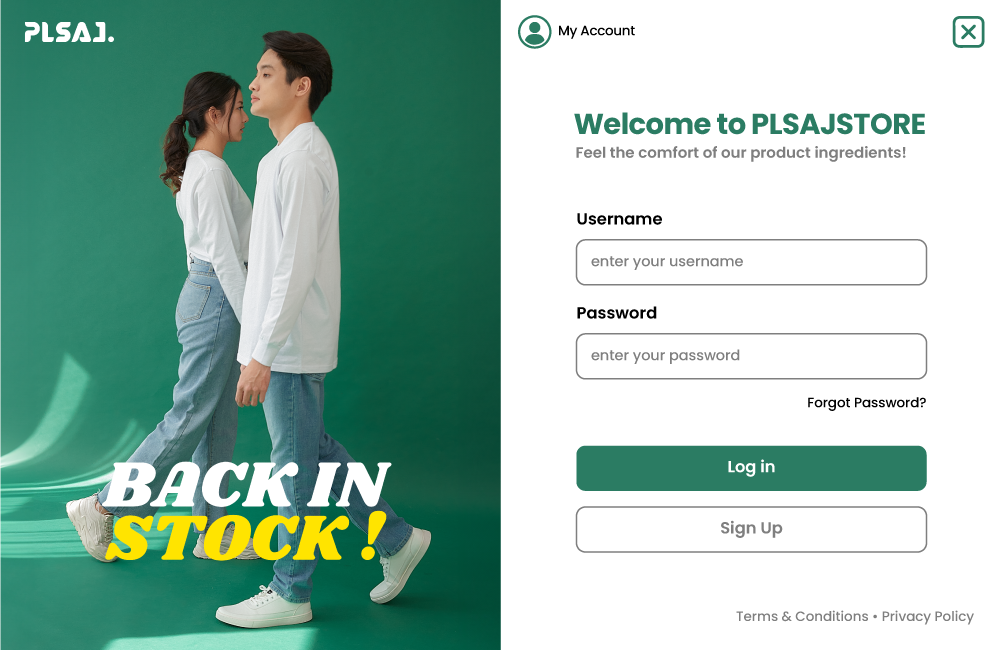 PLSAJ.
BACK IN
STOCK !
My Account
Welcome to PLSAJSTORE
Feel the comfort of our product ingredients!
Username
enter your username
Password
enter your password
Forgot Password?
Log in
Sign Up
Terms & Conditions • Privacy Policy